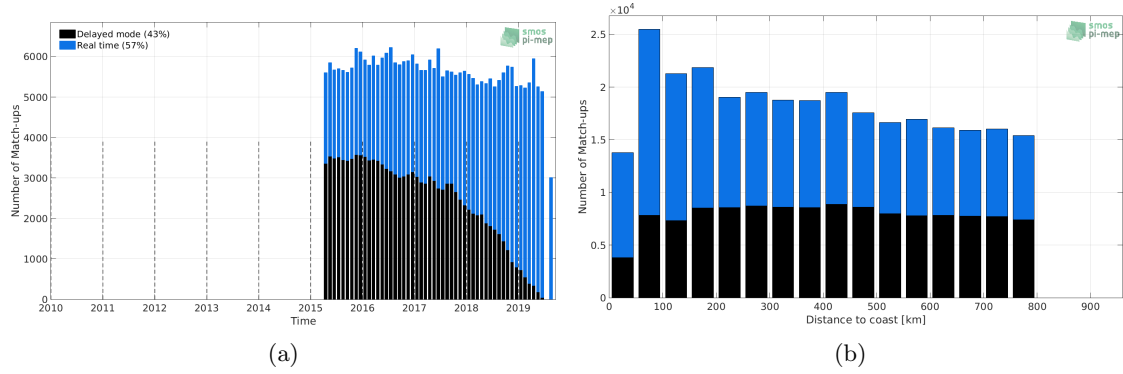 Delayed mode (43%)
Real time (57%)
smos
pi-mep
Number of Match-ups
6000
5000
4000
3000
2000
1000
0
2010 2011 2012 2013 2014 2015 2016 2017 2018 2019
Time
(a)
×10⁴
smos
pi-mep
Number of Match-ups
2.5
2
1.5
1
0.5
0
0 100 200 300 400 500 600 700 800 900
Distance to coast [km]
(b)